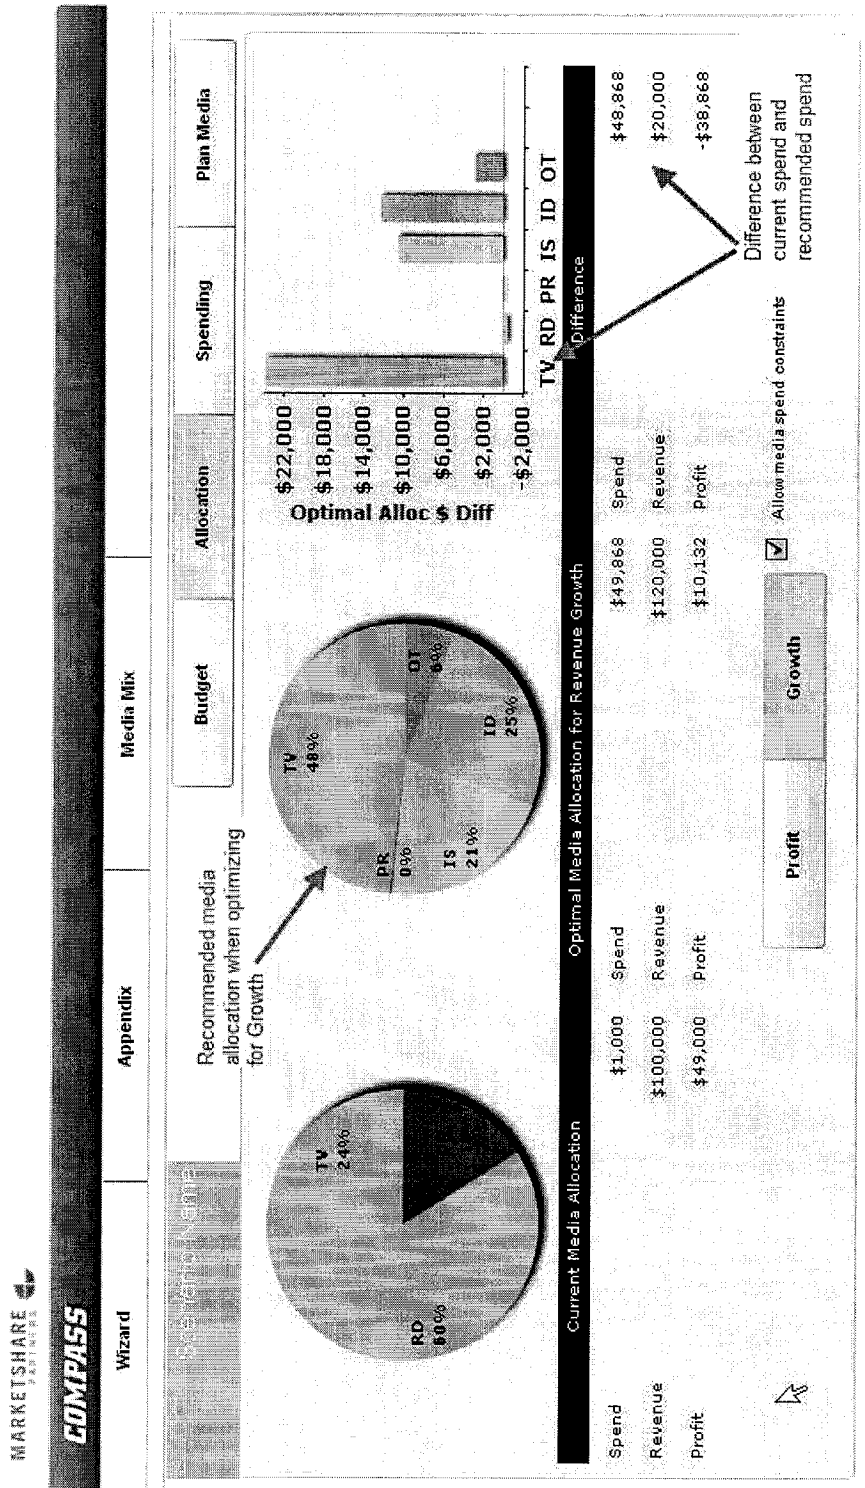 MARKETSHARE
PARTNERS
COMPASS
Wizard
Appendix
Media Mix
Scenario Name
Budget
Allocation
Spending
Plan Media
Recommended media
allocation when optimizing
for Growth
TV
24%
RD
60%
TV
48%
PR
0%
IS
21%
ID
25%
OT
6%
Optimal Alloc $ Diff
$22,000
$18,000
$14,000
$10,000
$6,000
$2,000
-$2,000
TV RD PR IS ID OT
Current Media Allocation
Optimal Media Allocation for Revenue Growth
Difference
Spend $1,000 Spend $49,868 Spend $48,868
Revenue $100,000 Revenue $120,000 Revenue $20,000
Profit $49,000 Profit $10,132 Profit -$38,868
Profit
Growth
Allow media spend constraints
Difference between
current spend and
recommended spend